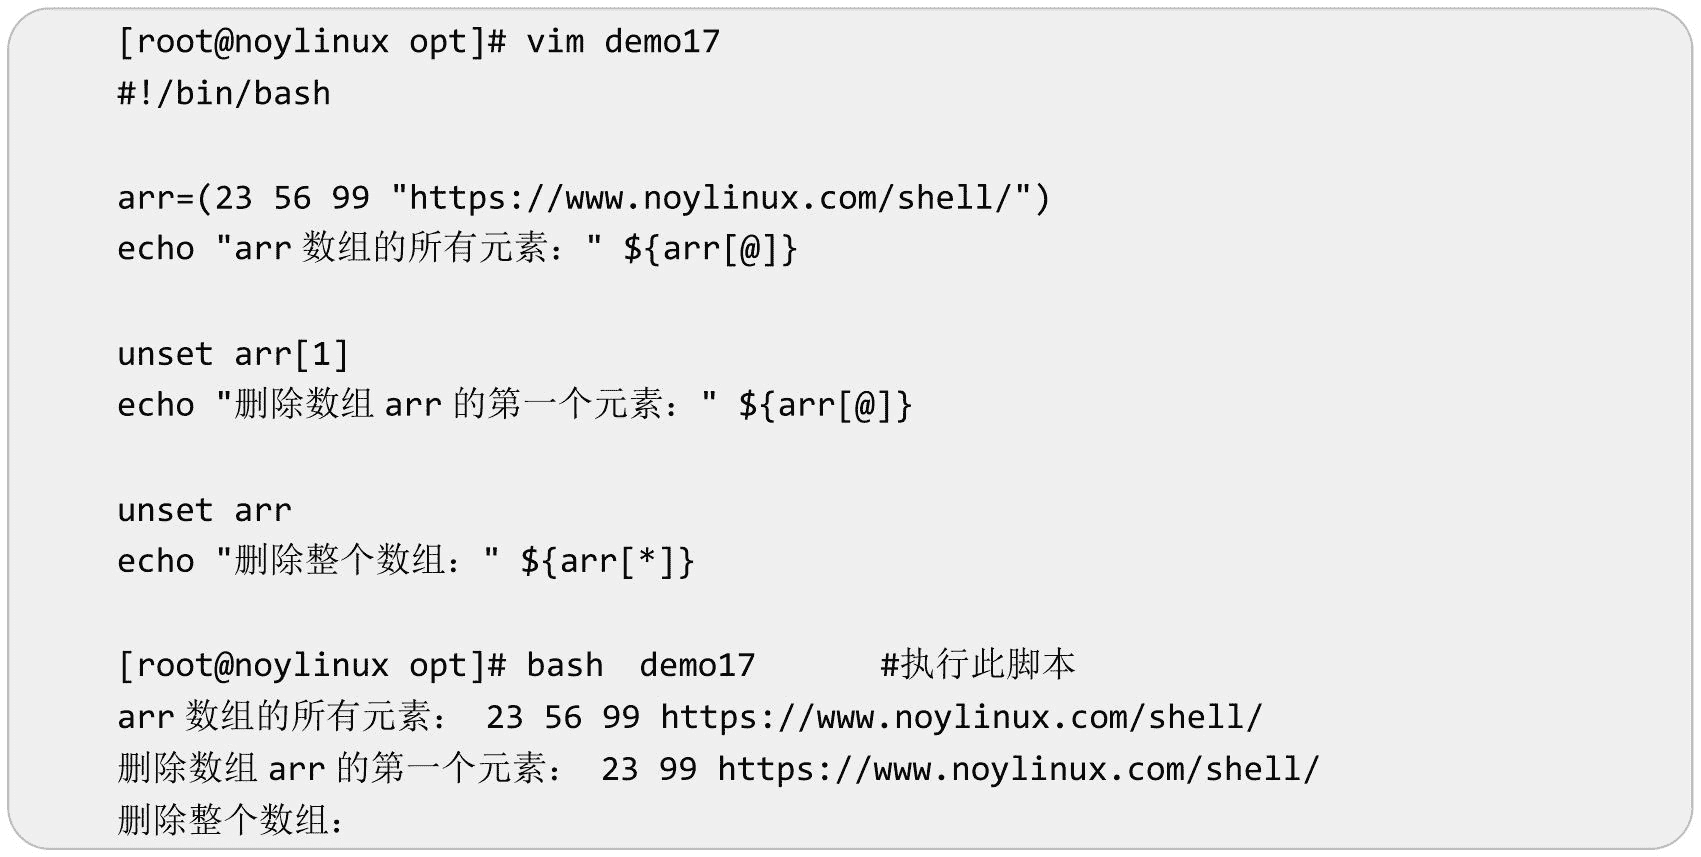 [root@noylinux opt]# vim demo17
#!/bin/bash
arr=(23 56 99 "https://www.noylinux.com/shell/")
echo "arr 数组的所有元素：" ${arr[@]}
unset arr[1]
echo "删除数组 arr 的第一个元素：" ${arr[@]}
unset arr
echo "删除整个数组：" ${arr[*]}
[root@noylinux opt]# bash  demo17      #执行此脚本
arr 数组的所有元素： 23 56 99 https://www.noylinux.com/shell/
删除数组 arr 的第一个元素： 23 99 https://www.noylinux.com/shell/
删除整个数组：